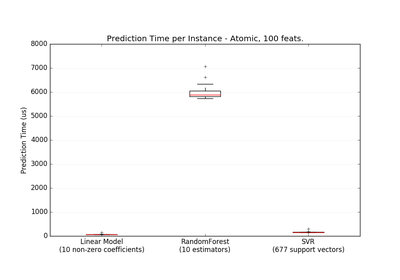 Prediction Time per Instance - Atomic, 100 feats.
8000
7000
6000
5000
4000
3000
2000
1000
0
Prediction Time (us)
Linear Model
(10 non-zero coefficients)
RandomForest
(10 estimators)
SVR
(677 support vectors)